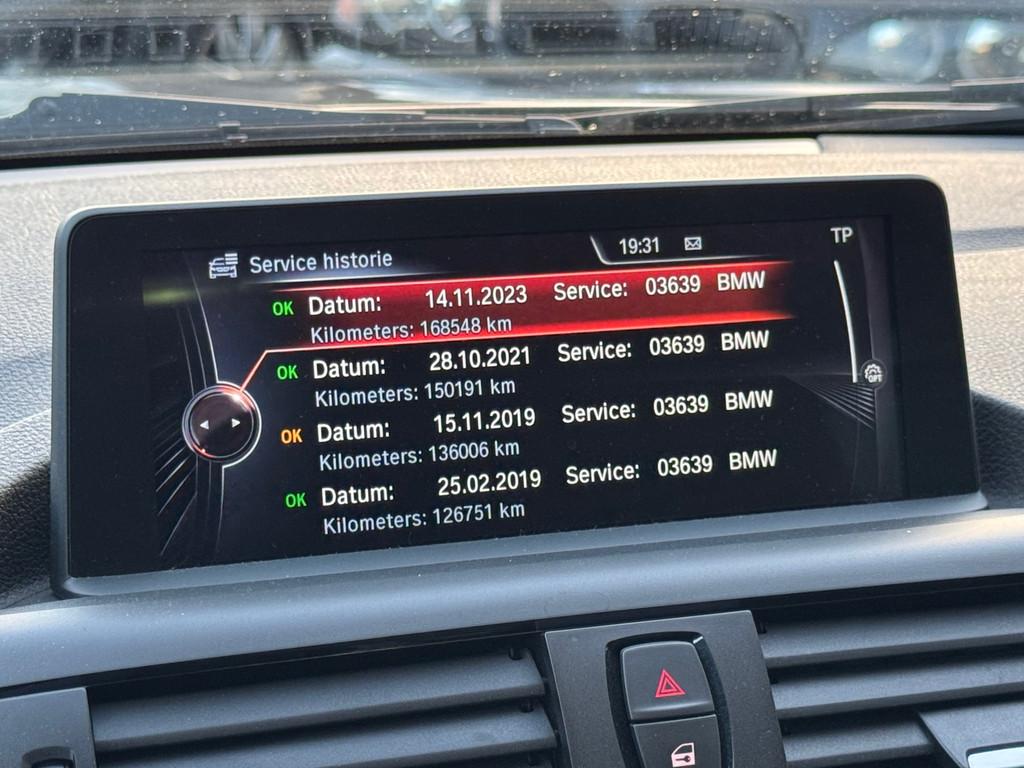 Service historie
19:31
TP
OK Datum: 14.11.2023 Service: 03639 BMW
Kilometers: 168548 km
OK Datum: 28.10.2021 Service: 03639 BMW
Kilometers: 150191 km
OK Datum: 15.11.2019 Service: 03639 BMW
Kilometers: 136006 km
OK Datum: 25.02.2019 Service: 03639 BMW
Kilometers: 126751 km
OPT